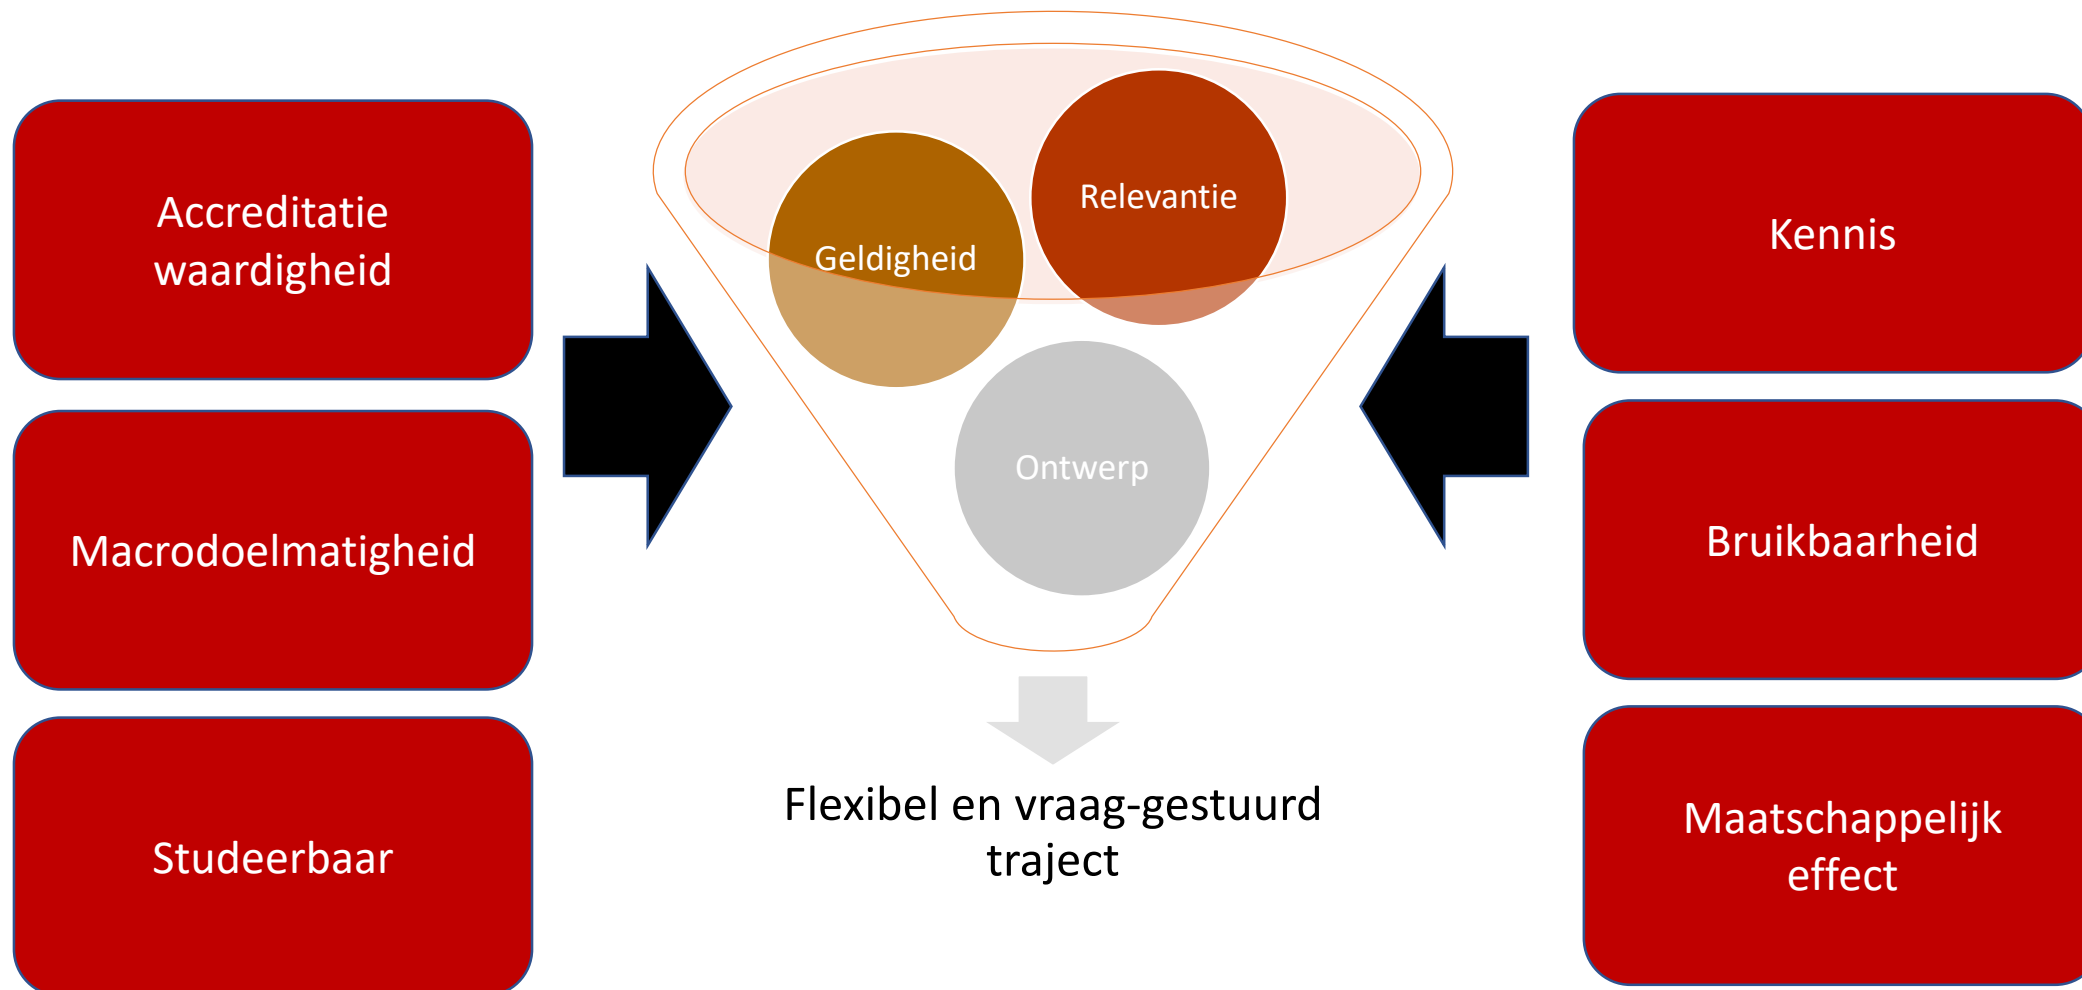 Accreditatie
waardigheid
Macrodoelmatigheid
Studeerbaar
Relevantie
Geldigheid
Ontwerp
Flexibel en vraag-gestuurd
traject
Kennis
Bruikbaarheid
Maatschappelijk
effect